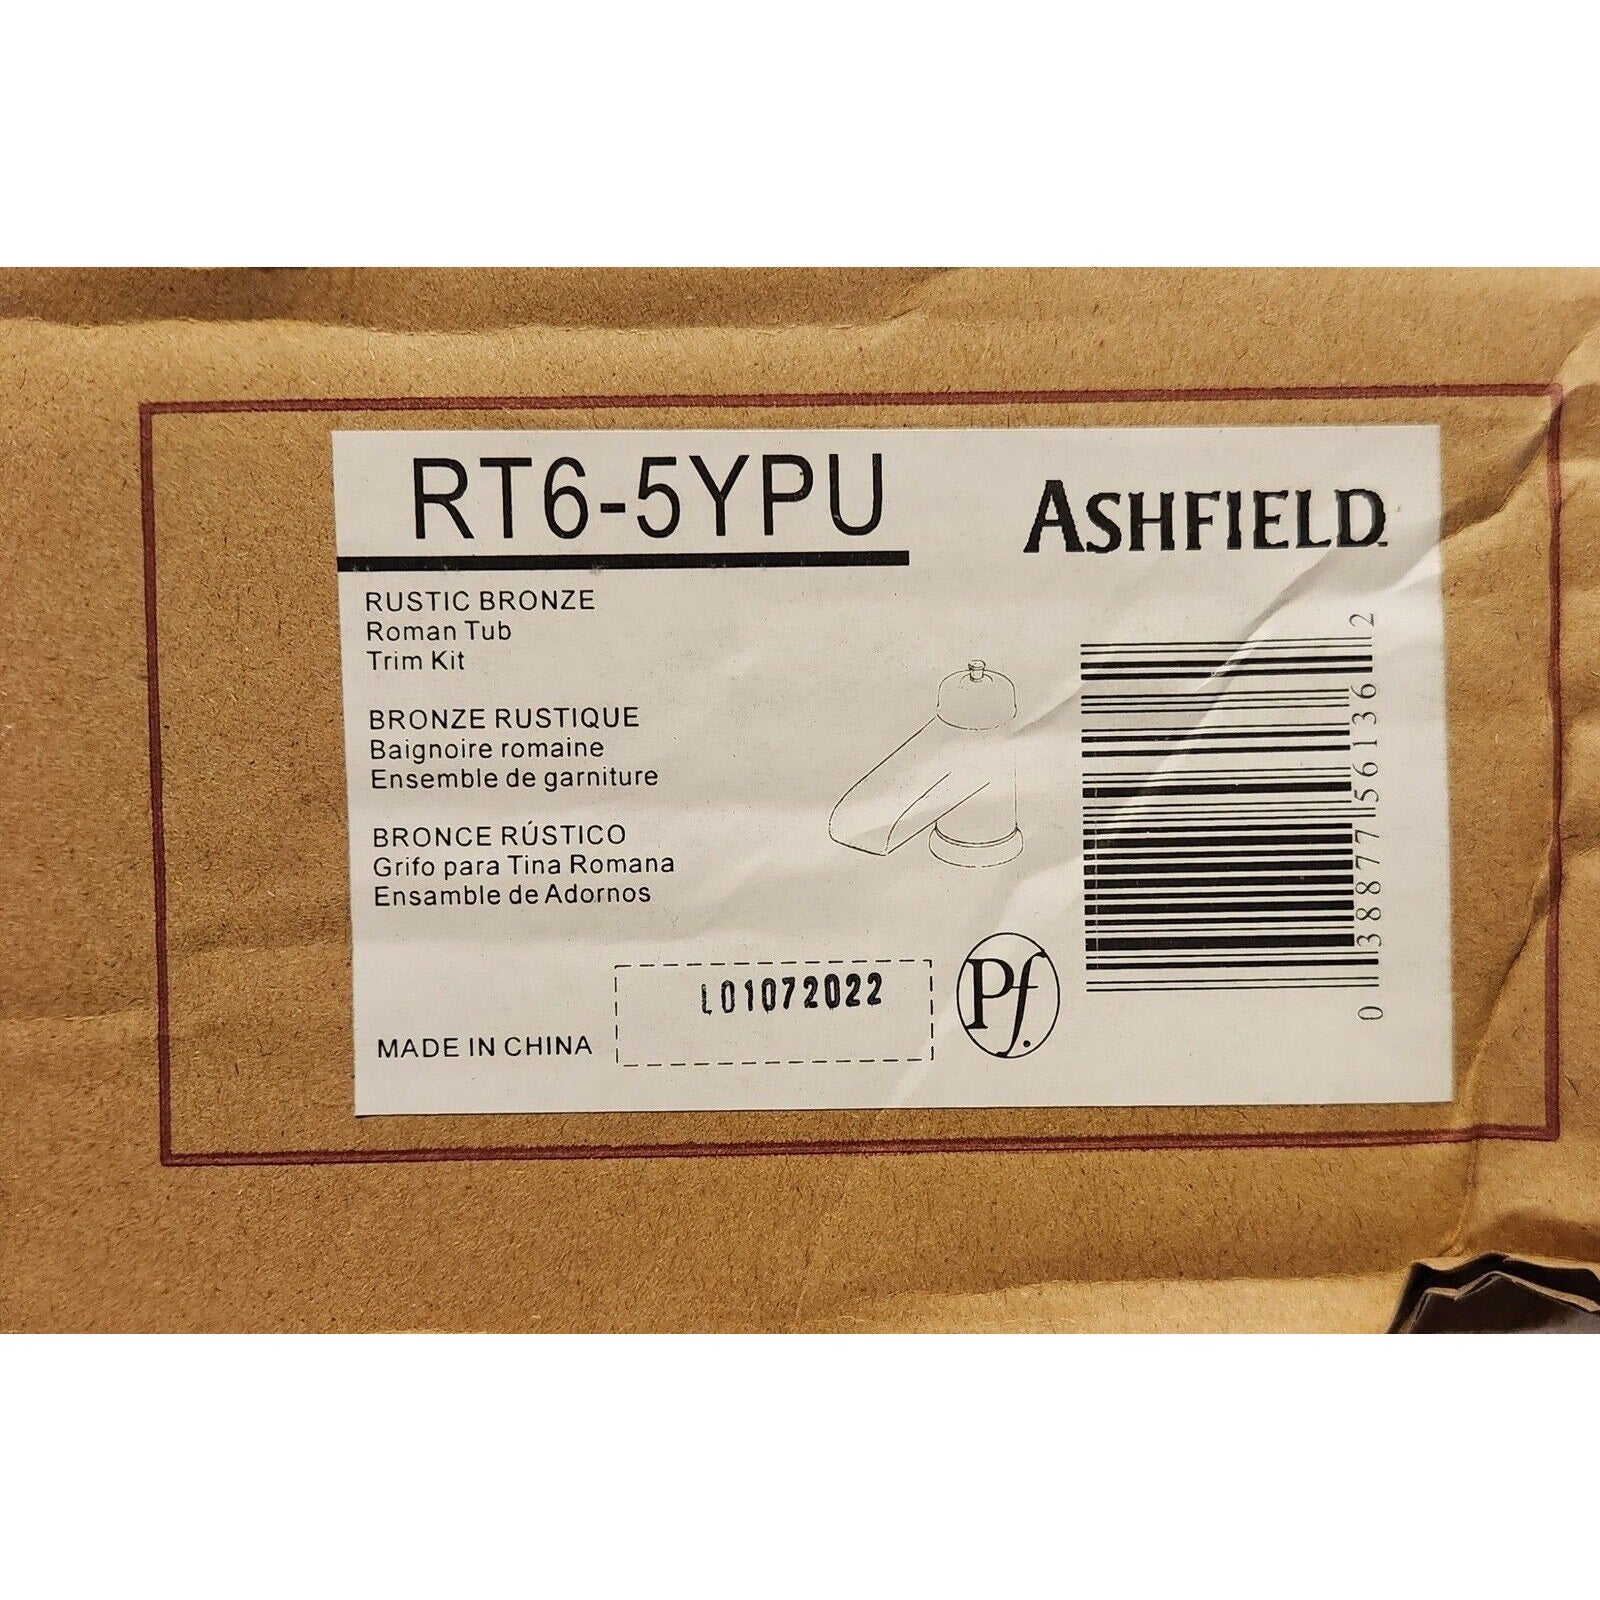 RT6-5YPU
ASHFIELD
RUSTIC BRONZE
Roman Tub
Trim Kit
BRONZE RUSTIQUE
Baignoire romaine
Ensemble de garniture
BRONCE RÚSTICO
Grifo para Tina Romana
Ensamble de Adornos
MADE IN CHINA
L01072022
Pf.
0 38877 56136 2